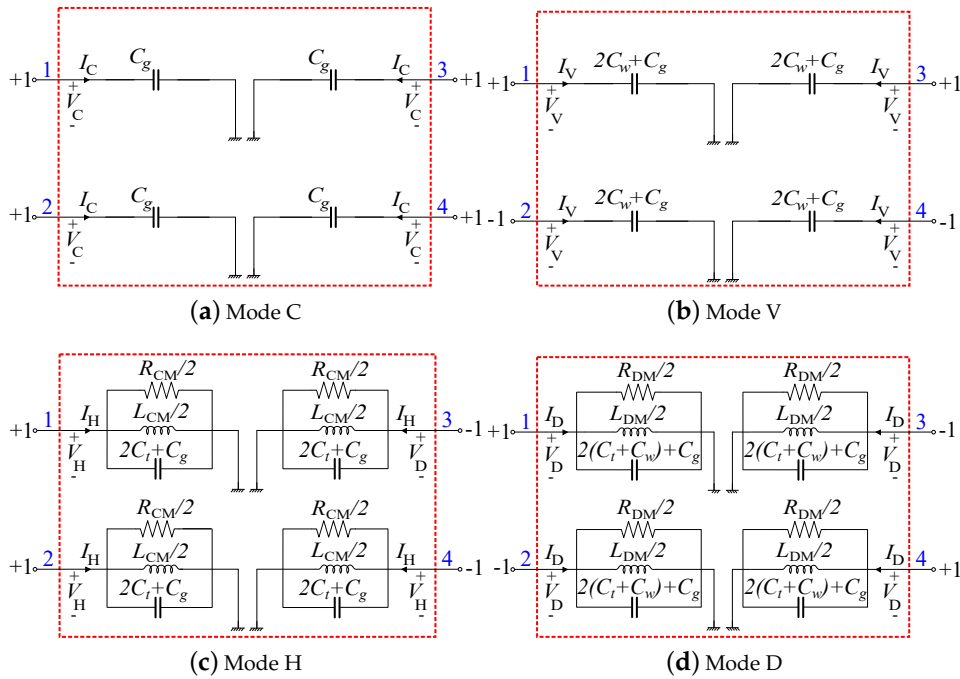 1 I_C C_g C_g I_C 3
+1 + V_C - + V_C - +1
2 I_C C_g C_g I_C 4
+1 + V_C - + V_C - +1
(a) Mode C
1 I_V 2C_w+C_g 2C_w+C_g I_V 3
+1 + V_V - + V_V - +1
2 I_V 2C_w+C_g 2C_w+C_g I_V 4
-1 + V_V - + V_V - -1
(b) Mode V
R_CM/2 R_CM/2
1 I_H L_CM/2 L_CM/2 I_H 3
+1 + V_H - 2C_t+C_g 2C_t+C_g + V_D - -1
R_CM/2 R_CM/2
2 I_H L_CM/2 L_CM/2 I_H 4
+1 + V_H - 2C_t+C_g 2C_t+C_g + V_H - -1
(c) Mode H
R_DM/2 R_DM/2
1 I_D L_DM/2 L_DM/2 I_D 3
+1 + V_D - 2(C_t+C_w)+C_g 2(C_t+C_w)+C_g + V_D - -1
R_DM/2 R_DM/2
2 I_D L_DM/2 L_DM/2 I_D 4
-1 + V_D - 2(C_t+C_w)+C_g 2(C_t+C_w)+C_g + V_D - +1
(d) Mode D